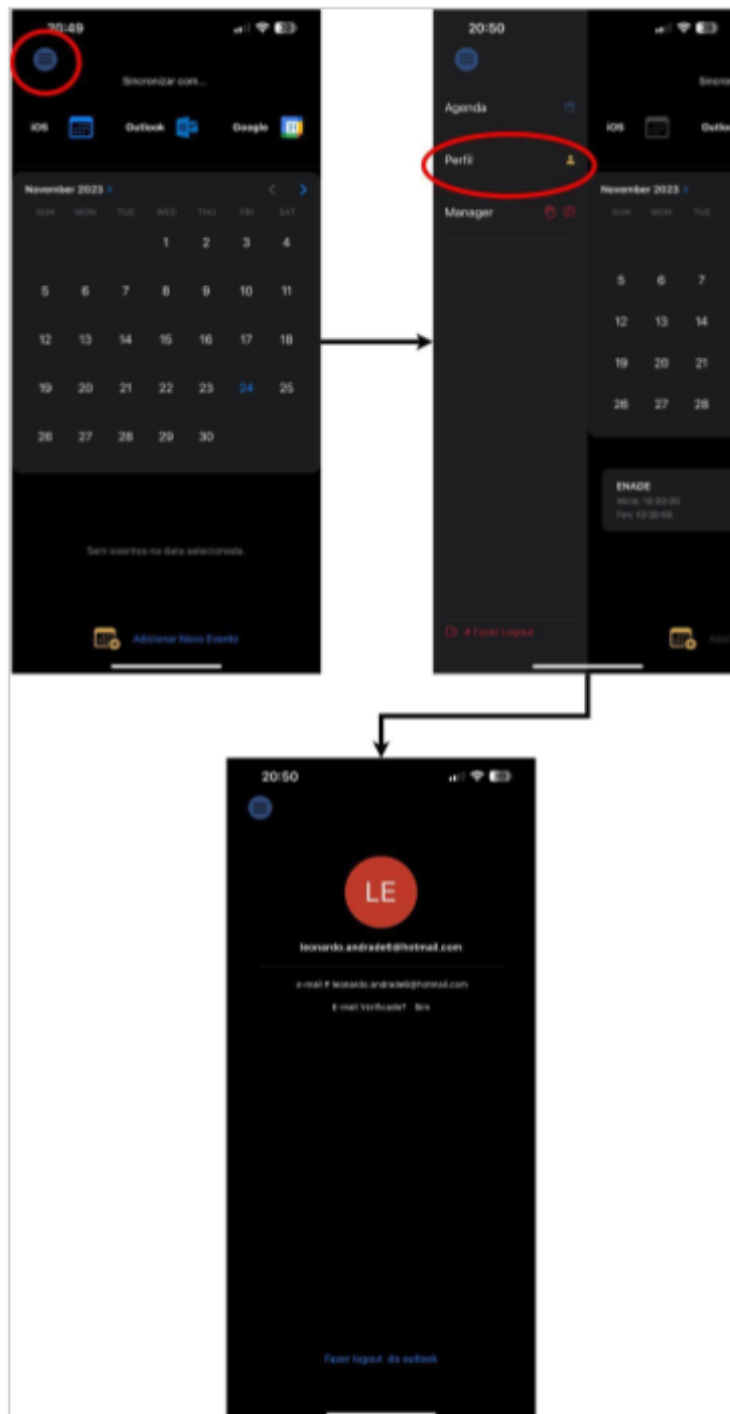 20:49
Sincronizar com...
iOS Outlook Google
November 2023 >
SUN MON TUE WED THU FRI SAT
1 2 3 4
5 6 7 8 9 10 11
12 13 14 15 16 17 18
19 20 21 22 23 24 25
26 27 28 29 30
Sem eventos na data selecionada.
Adicionar Novo Evento
20:50
Agenda
Perfil
Manager
# Fazer Logout
iOS
November 2023 >
SUN MON TUE
5 6 7
12 13 14
19 20 21
26 27 28
ENADE
20:50
LE
E-mail Verificado? Sim
Fazer logout do outlook